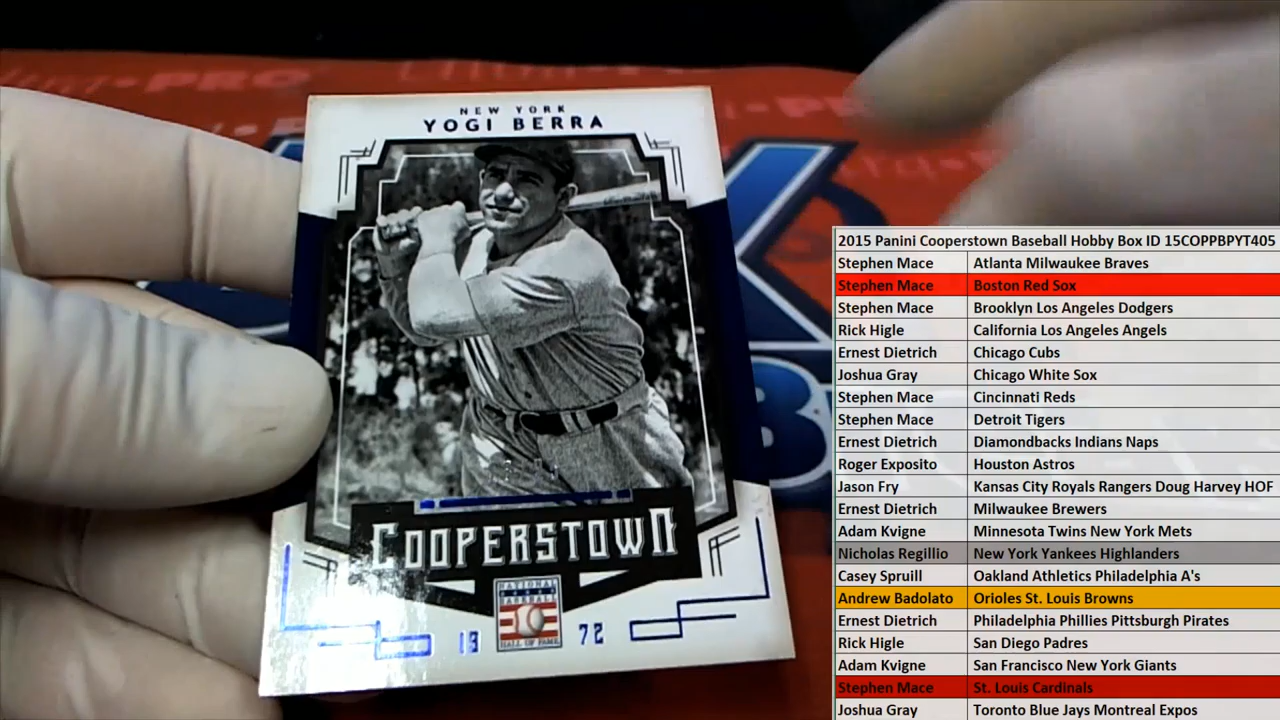 NEW YORK
YOGI BERRA
COOPERSTOWN
NATIONAL
BASEBALL
HALL OF FAME
19 72
PRO
2015 Panini Cooperstown Baseball Hobby Box ID 15COPPBPYT405
Stephen Mace Atlanta Milwaukee Braves
Stephen Mace Boston Red Sox
Stephen Mace Brooklyn Los Angeles Dodgers
Rick Higle California Los Angeles Angels
Ernest Dietrich Chicago Cubs
Joshua Gray Chicago White Sox
Stephen Mace Cincinnati Reds
Stephen Mace Detroit Tigers
Ernest Dietrich Diamondbacks Indians Naps
Roger Exposito Houston Astros
Jason Fry Kansas City Royals Rangers Doug Harvey HOF
Ernest Dietrich Milwaukee Brewers
Adam Kvigne Minnesota Twins New York Mets
Nicholas Regillio New York Yankees Highlanders
Casey Spruill Oakland Athletics Philadelphia A's
Andrew Badolato Orioles St. Louis Browns
Ernest Dietrich Philadelphia Phillies Pittsburgh Pirates
Rick Higle San Diego Padres
Adam Kvigne San Francisco New York Giants
Stephen Mace St. Louis Cardinals
Joshua Gray Toronto Blue Jays Montreal Expos